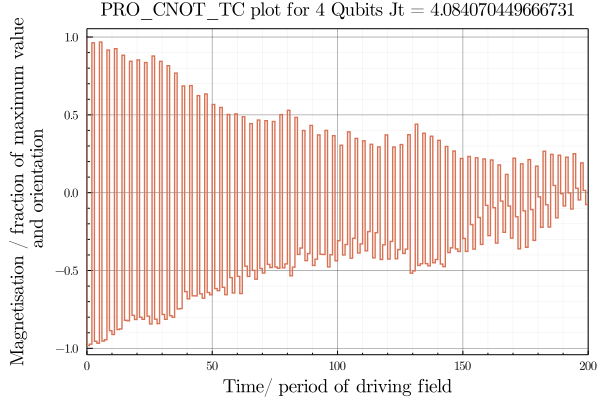 PRO_CNOT_TC plot for 4 Qubits Jt = 4.084070449666731
Magnetisation / fraction of maximum value
and orientation
1.0
0.5
0.0
−0.5
−1.0
0
50
100
150
200
Time/ period of driving field